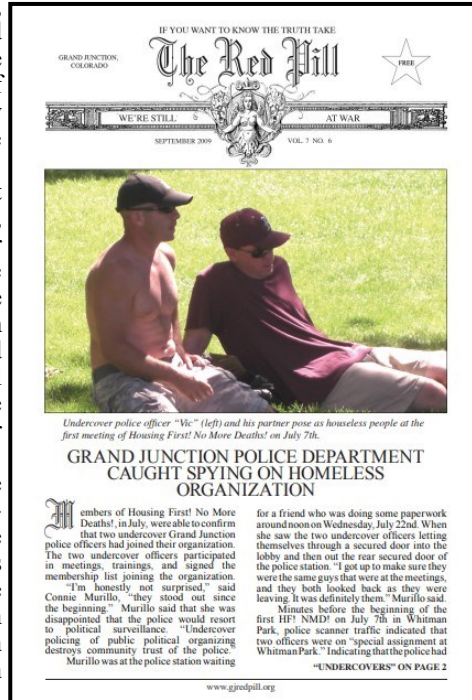 IF YOU WANT TO KNOW THE TRUTH TAKE
GRAND JUNCTION,
COLORADO
The Red Pill
FREE
WE'RE STILL
AT WAR
SEPTEMBER 2009
VOL. 7 NO. 6
Undercover police officer "Vic" (left) and his partner pose as houseless people at the
first meeting of Housing First! No More Deaths! on July 7th.
GRAND JUNCTION POLICE DEPARTMENT
CAUGHT SPYING ON HOMELESS
ORGANIZATION
Members of Housing First! No More
Deaths!, in July, were able to confirm
that two undercover Grand Junction
police officers had joined their organization.
The two undercover officers participated
in meetings, trainings, and signed the
membership list joining the organization.
"I'm honestly not surprised," said
Connie Murillo, "they stood out since
the beginning." Murillo said that she was
disappointed that the police would resort
to political surveillance. "Undercover
policing of public political organizing
destroys community trust of the police."
Murillo was at the police station waiting
for a friend who was doing some paperwork
around noon on Wednesday, July 22nd. When
she saw the two undercover officers letting
themselves through a secured door into the
lobby and then out the rear secured door of
the police station. "I got up to make sure they
were the same guys that were at the meetings,
and they both looked back as they were
leaving. It was definitely them." Murillo said.
Minutes before the beginning of the
first HF! NMD! on July 7th in Whitman
Park, police scanner traffic indicated that
two officers were on "special assignment at
Whitman Park." Indicating that the police had
"UNDERCOVERS" ON PAGE 2
www.gjredpill.org